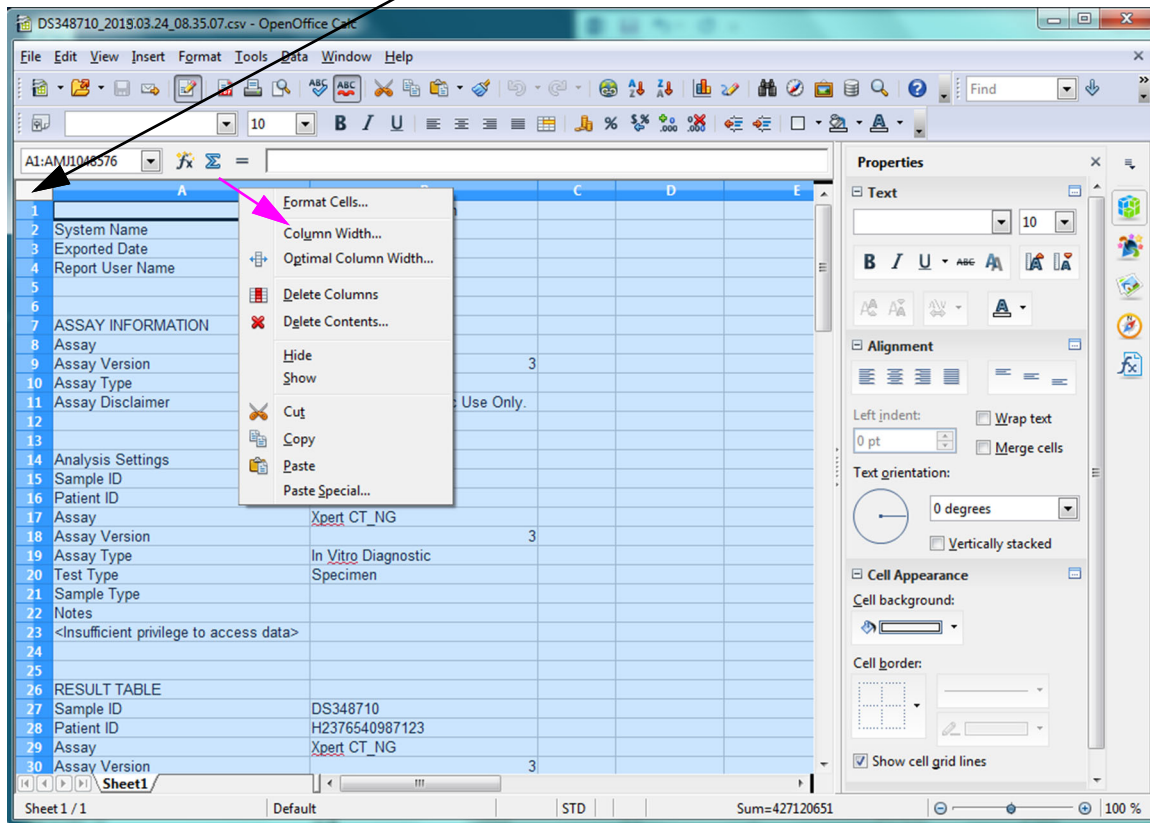 DS348710_2018.03.24_08.35.07.csv - OpenOffice Calc
File Edit View Insert Format Tools Data Window Help
Find
10
A1:AMJ1048576
A C D E
1
2 System Name
3 Exported Date
4 Report User Name
5
6
7 ASSAY INFORMATION
8 Assay
9 Assay Version 3
10 Assay Type
11 Assay Disclaimer Use Only.
12
13
14 Analysis Settings
15 Sample ID
16 Patient ID
17 Assay Xpert CT_NG
18 Assay Version 3
19 Assay Type In Vitro Diagnostic
20 Test Type Specimen
21 Sample Type
22 Notes
23 <Insufficient privilege to access data>
24
25
26 RESULT TABLE
27 Sample ID DS348710
28 Patient ID H2376540987123
29 Assay Xpert CT_NG
30 Assay Version 3
Format Cells...
Column Width...
Optimal Column Width...
Delete Columns
Delete Contents...
Hide
Show
Cut
Copy
Paste
Paste Special...
Properties
Text
10
Alignment
Left indent:
Wrap text
0 pt
Merge cells
Text orientation:
0 degrees
Vertically stacked
Cell Appearance
Cell background:
Cell border:
Show cell grid lines
Sheet1
Sheet 1 / 1 Default STD Sum=427120651 100 %